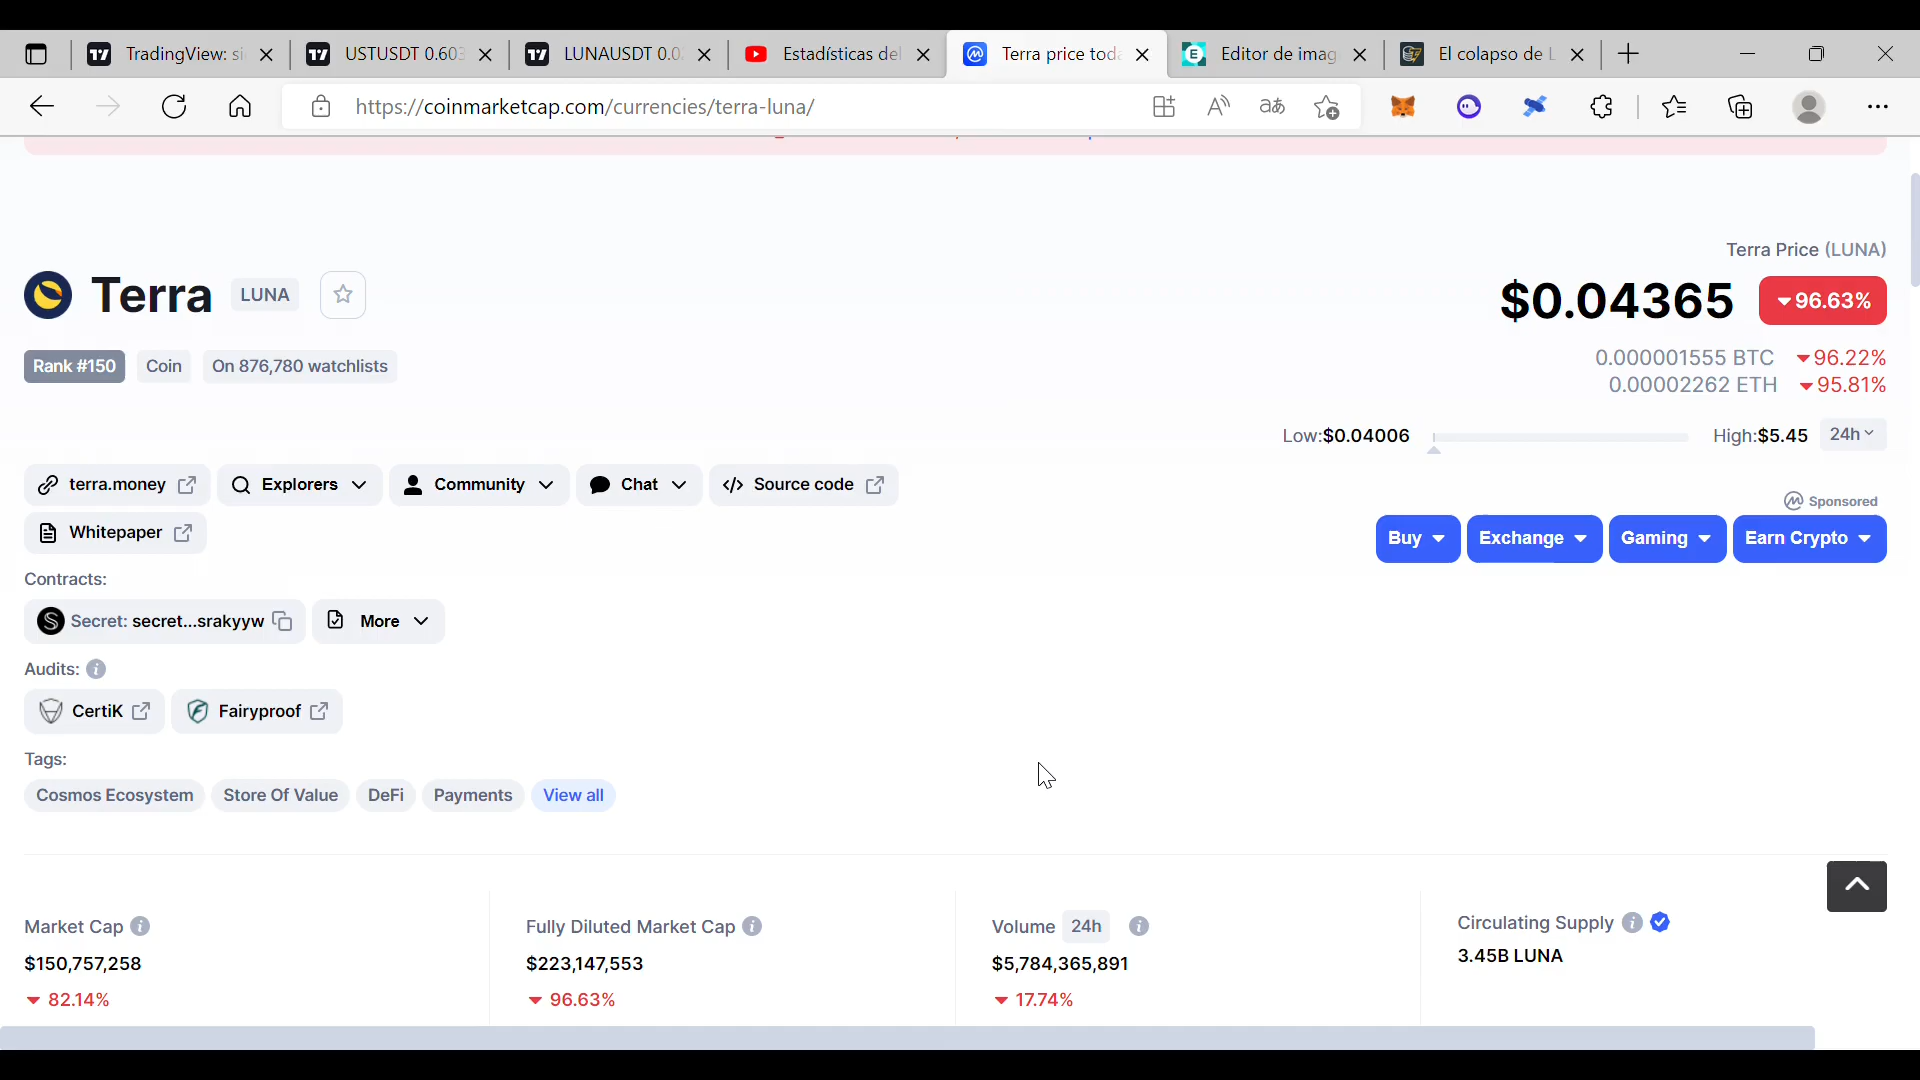 TradingView: si
USTUSDT 0.603
LUNAUSDT 0.0
Estadísticas del
Terra price toda
Editor de imag
El colapso de L
https://coinmarketcap.com/currencies/terra-luna/
Terra Price (LUNA)
Terra LUNA
$0.04365 96.63%
Rank #150 Coin On 876,780 watchlists
0.000001555 BTC 96.22%
0.00002262 ETH 95.81%
Low:$0.04006 High:$5.45 24h
terra.money Explorers Community Chat Source code
Sponsored
Whitepaper
Buy Exchange Gaming Earn Crypto
Contracts:
Secret: secret...srakyyw More
Audits:
CertiK Fairyproof
Tags:
Cosmos Ecosystem Store Of Value DeFi Payments View all
Market Cap
$150,757,258
82.14%
Fully Diluted Market Cap
$223,147,553
96.63%
Volume 24h
$5,784,365,891
17.74%
Circulating Supply
3.45B LUNA